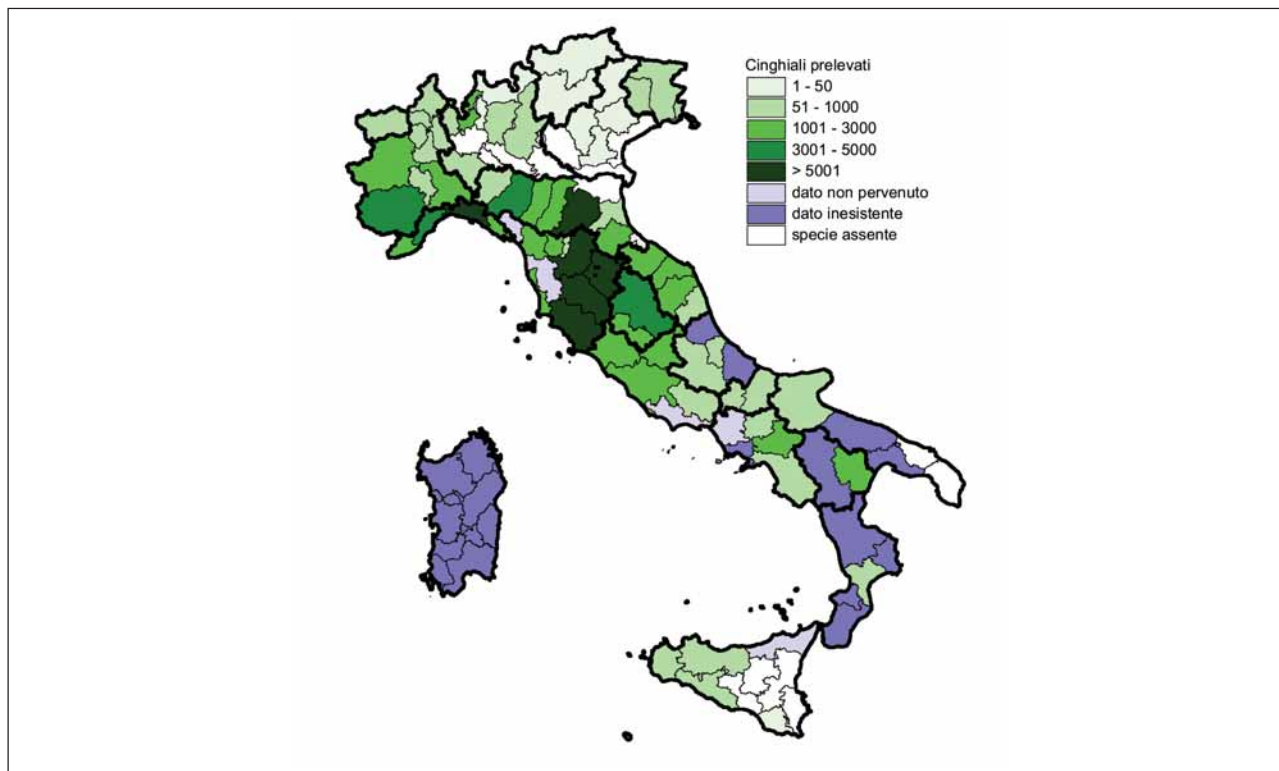 Cinghiali prelevati
1 - 50
51 - 1000
1001 - 3000
3001 - 5000
> 5001
dato non pervenuto
dato inesistente
specie assente